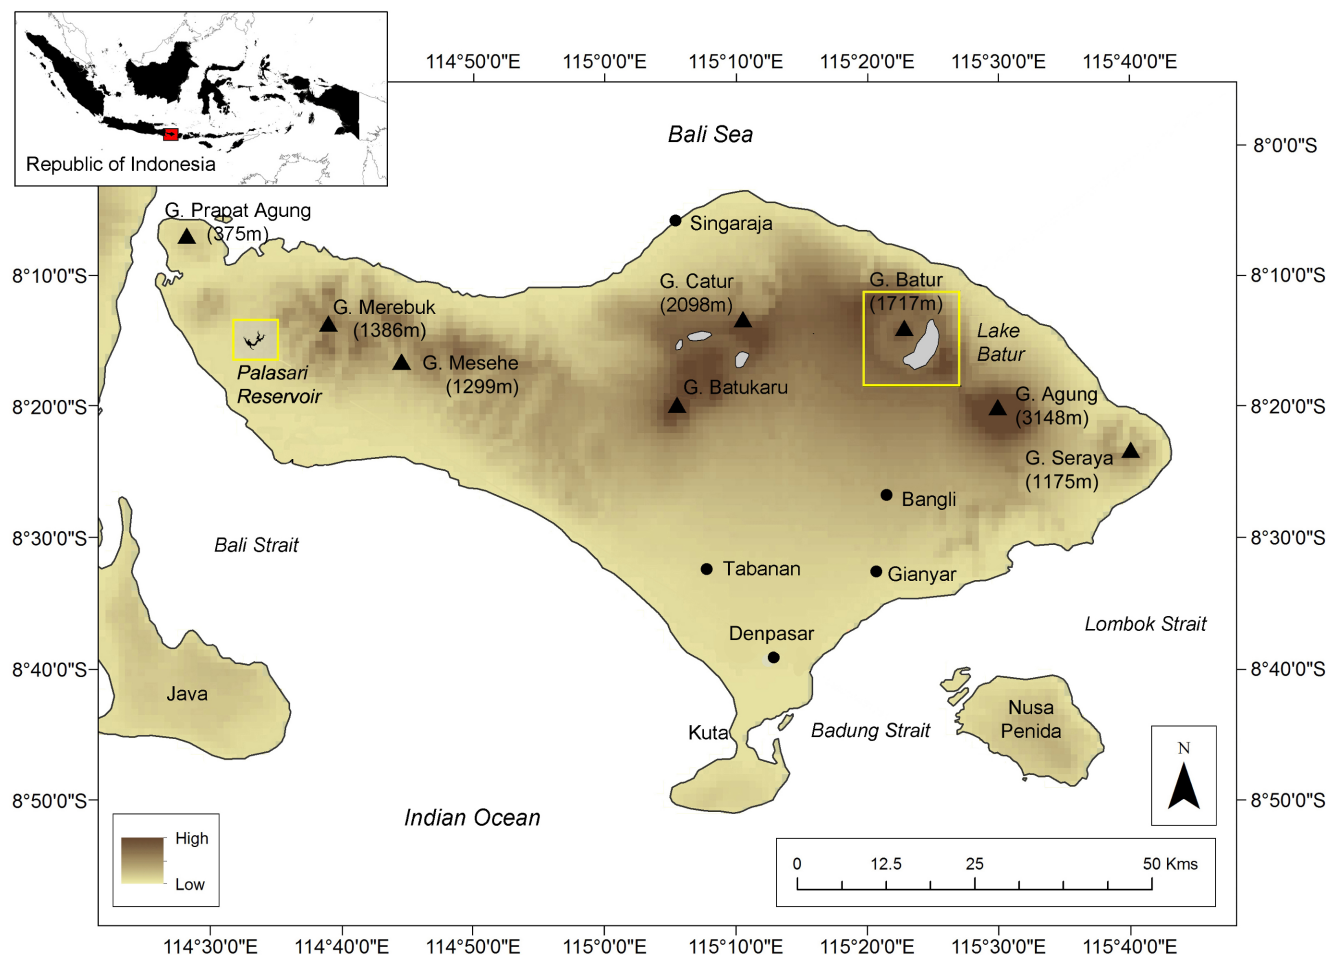 Republic of Indonesia
114°50'0"E
115°0'0"E
115°10'0"E
115°20'0"E
115°30'0"E
115°40'0"E
Bali Sea
8°0'0"S
G. Prapat Agung
(375m)
Singaraja
8°10'0"S
8°10'0"S
G. Catur
(2098m)
G. Batur
(1717m)
G. Merebuk
(1386m)
Lake
Batur
G. Mesehe
(1299m)
Palasari
Reservoir
G. Batukaru
G. Agung
(3148m)
8°20'0"S
8°20'0"S
G. Seraya
(1175m)
Bangli
8°30'0"S
8°30'0"S
Bali Strait
Tabanan
Gianyar
Denpasar
Lombok Strait
8°40'0"S
8°40'0"S
Java
Nusa
Penida
Kuta
Badung Strait
N
8°50'0"S
8°50'0"S
Indian Ocean
High
Low
0
12.5
25
50 Kms
114°30'0"E
114°40'0"E
114°50'0"E
115°0'0"E
115°10'0"E
115°20'0"E
115°30'0"E
115°40'0"E